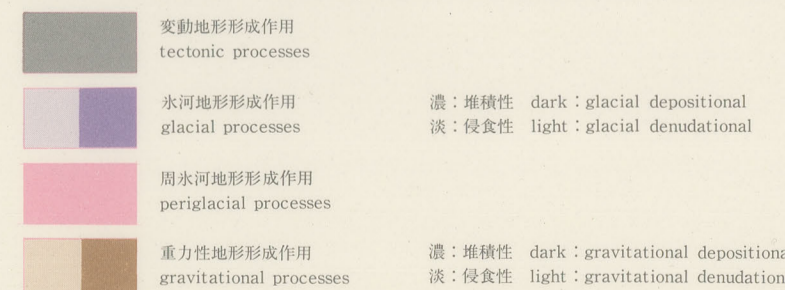 変動地形形成作用
tectonic processes
氷河地形形成作用
glacial processes
濃：堆積性 dark：glacial depositional
淡：侵食性 light：glacial denudational
周氷河地形形成作用
periglacial processes
重力性地形形成作用
gravitational processes
濃：堆積性 dark：gravitational depositiona
淡：侵食性 light：gravitational denudation